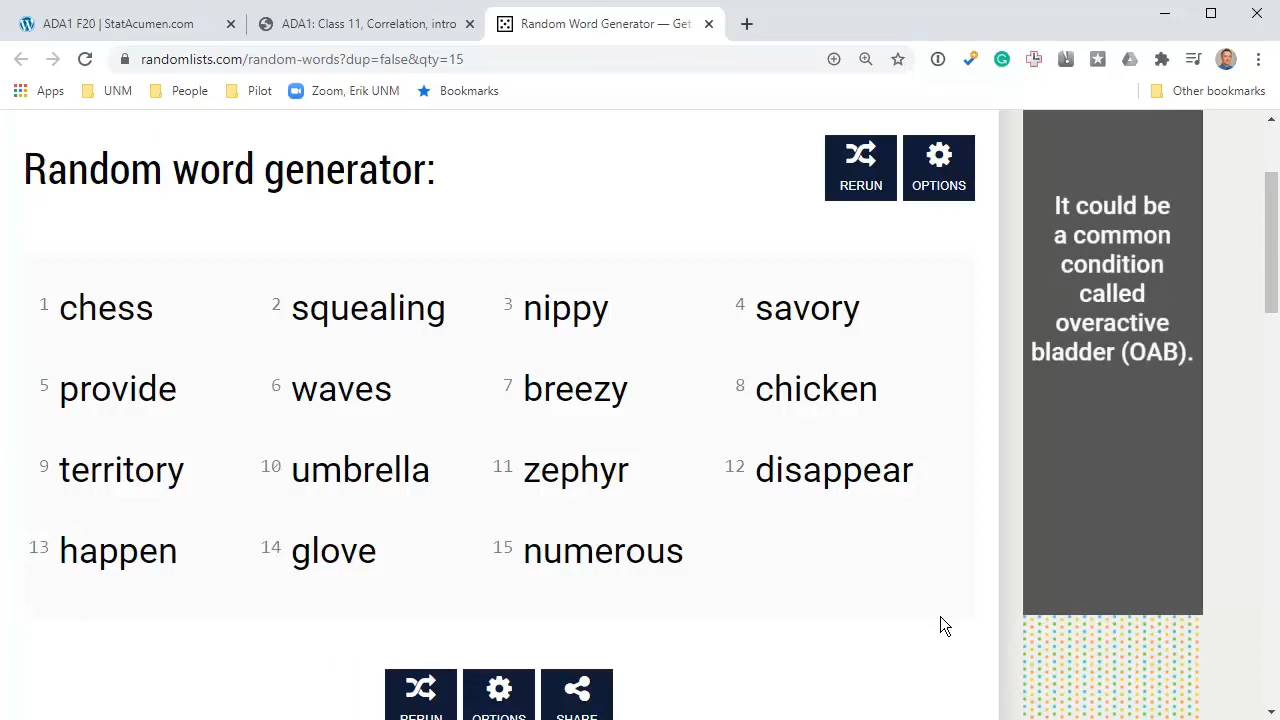 ADA1 F20 | StatAcumen.com
ADA1: Class 11, Correlation, intro
Random Word Generator — Get
randomlists.com/random-words?dup=false&qty=15
Apps
UNM
People
Pilot
Zoom, Erik UNM
Bookmarks
Other bookmarks
Random word generator:
RERUN
OPTIONS
1 chess
2 squealing
3 nippy
4 savory
5 provide
6 waves
7 breezy
8 chicken
9 territory
10 umbrella
11 zephyr
12 disappear
13 happen
14 glove
15 numerous
RERUN
OPTIONS
SHARE
It could be
a common
condition
called
overactive
bladder (OAB).